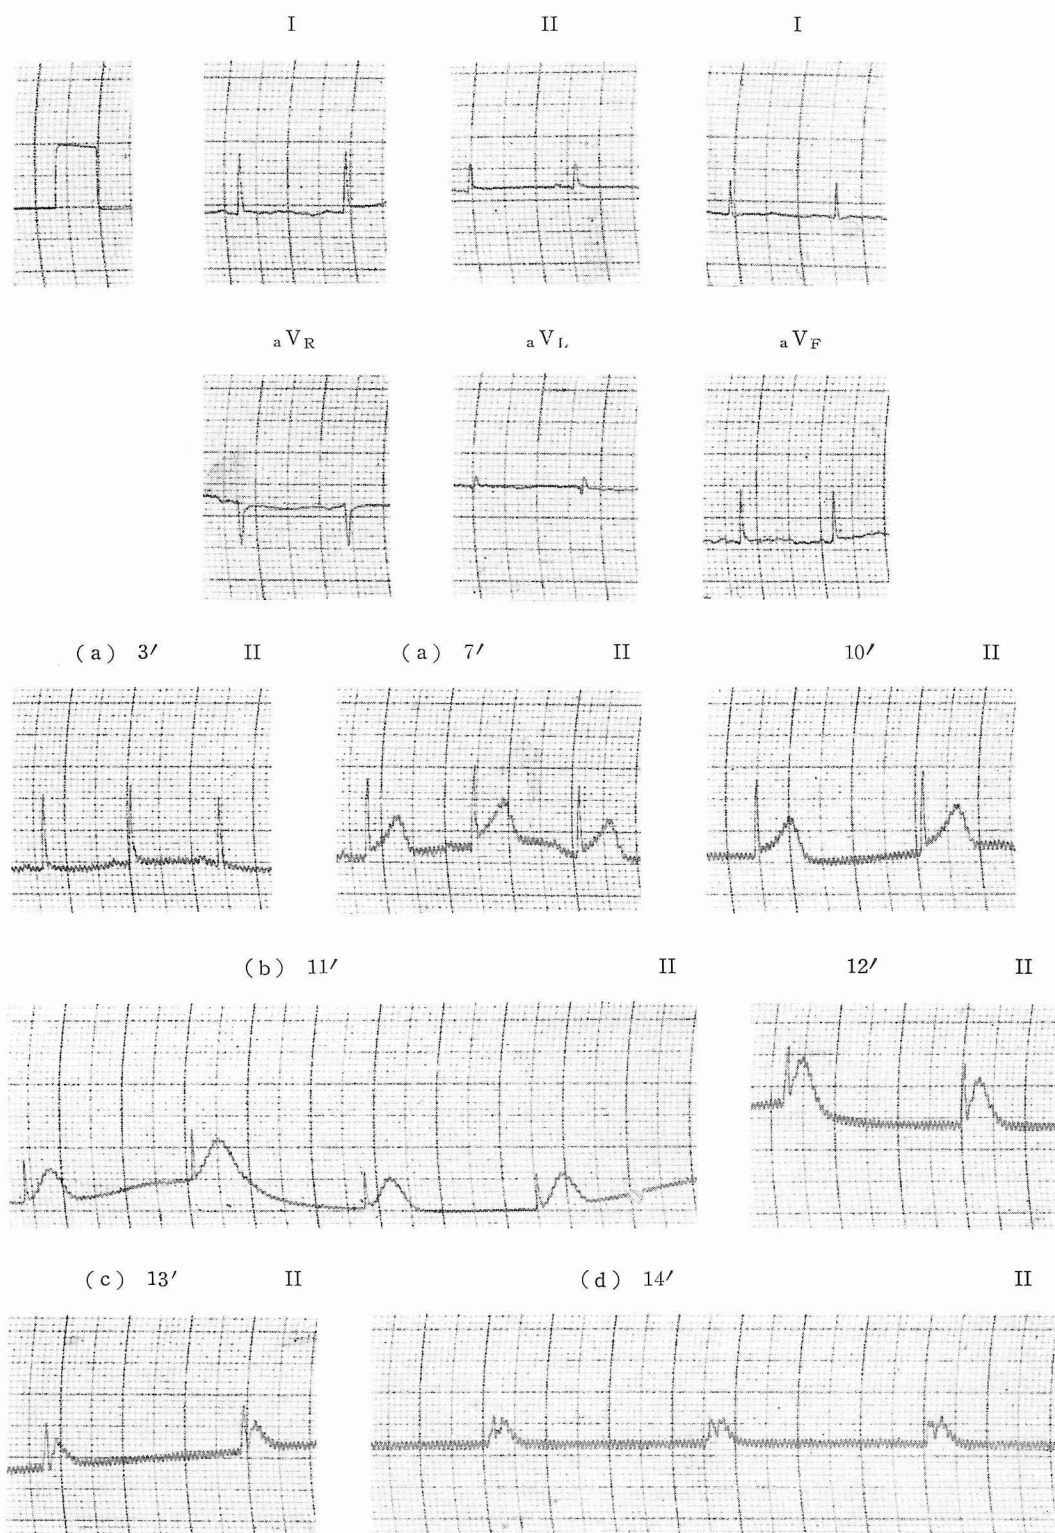 I II I
aVR aVL aVF
(a) 3′ II (a) 7′ II 10′ II
(b) 11′ II 12′ II
(c) 13′ II (d) 14′ II